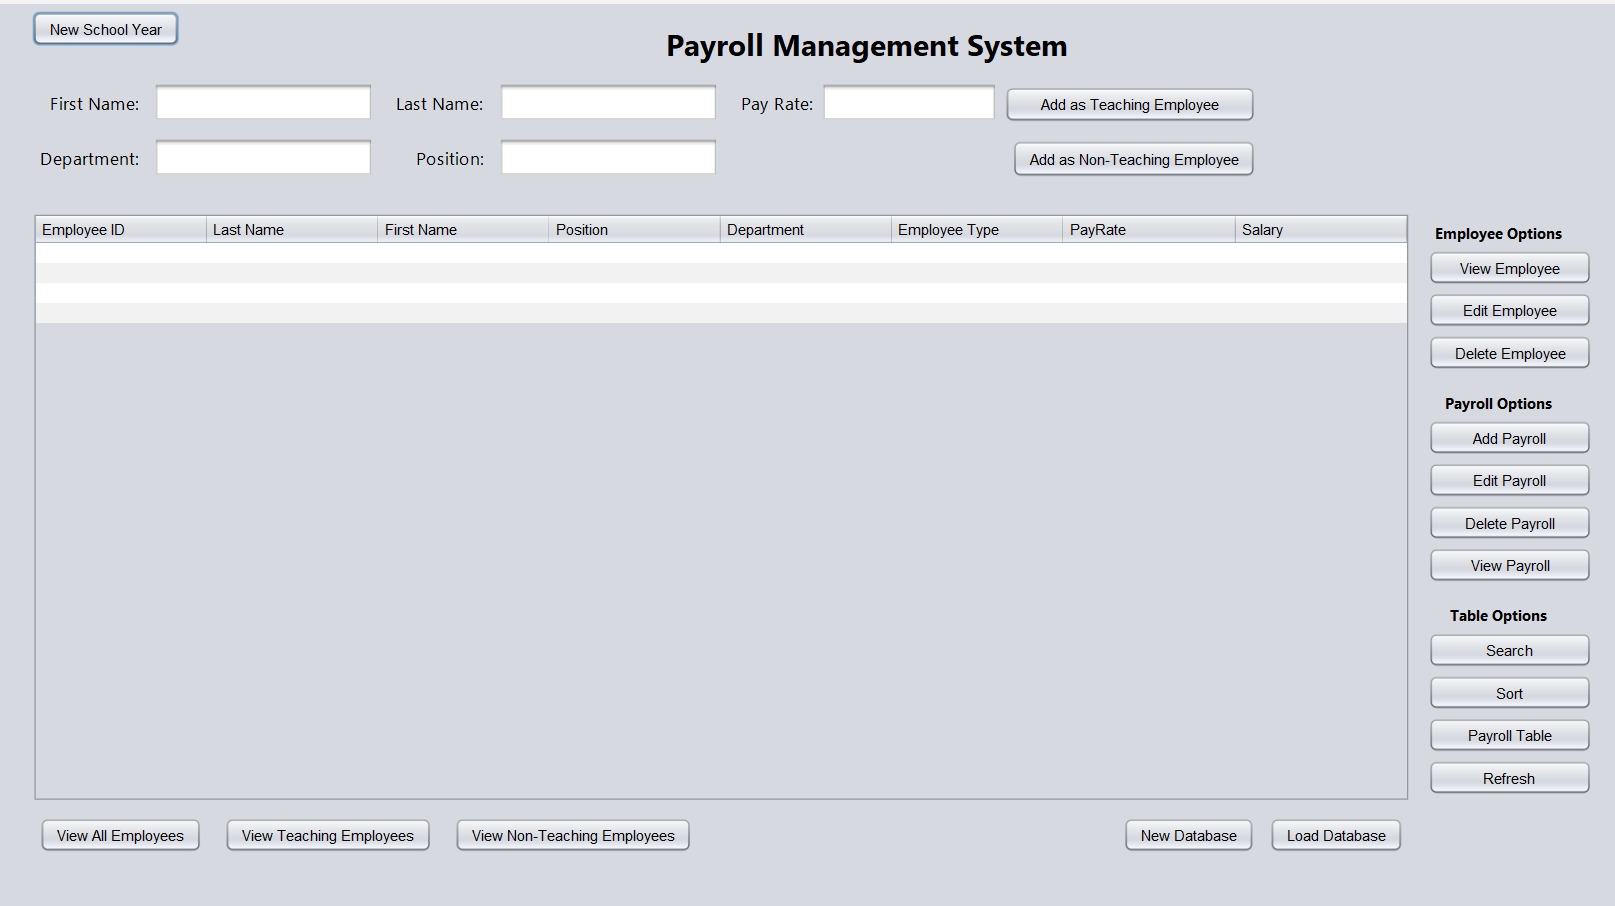 New School Year
Payroll Management System
First Name: Last Name: Pay Rate: Add as Teaching Employee
Department: Position: Add as Non-Teaching Employee
Employee ID Last Name First Name Position Department Employee Type PayRate Salary
Employee Options
View Employee
Edit Employee
Delete Employee
Payroll Options
Add Payroll
Edit Payroll
Delete Payroll
View Payroll
Table Options
Search
Sort
Payroll Table
Refresh
View All Employees View Teaching Employees View Non-Teaching Employees New Database Load Database